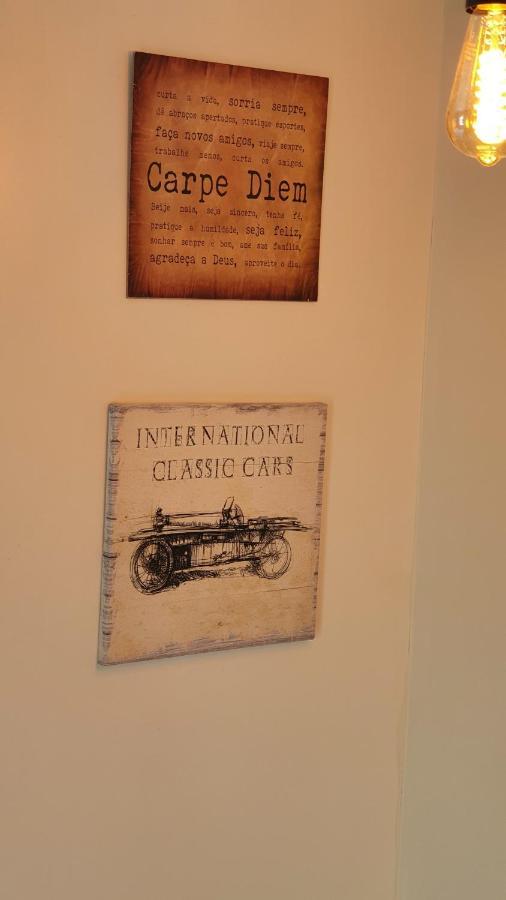 curta a vida, sorria sempre,
dê abraços apertados, pratique esportes,
faça novos amigos, viaje sempre,
trabalhe menos, curta os amigos.
Carpe Diem
Beije mais, seja sincero, tenha fé,
pratique a humildade, seja feliz,
sonhar sempre é bom, ame sua família,
agradeça a Deus, aproveite o dia.
INTERNATIONAL
CLASSIC CARS